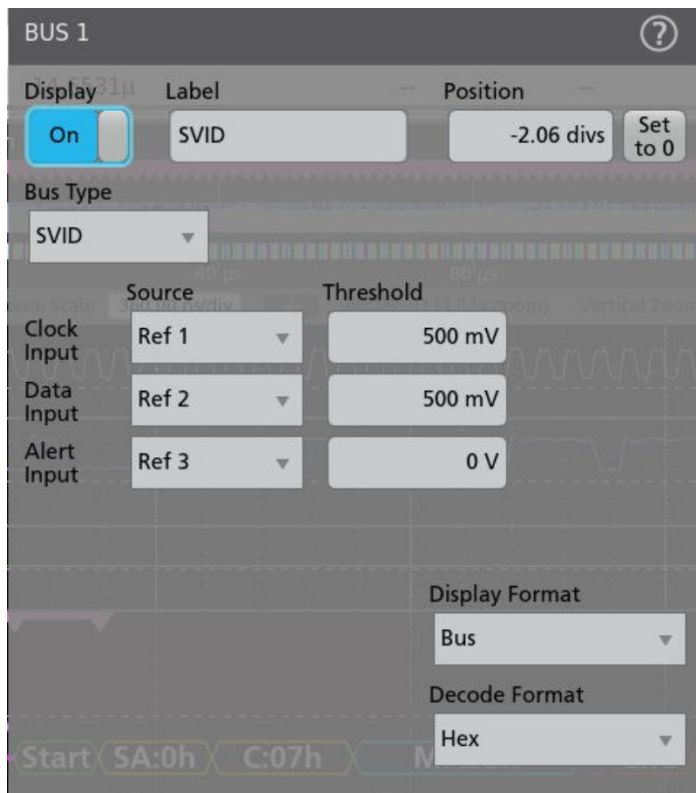 BUS 1 ?
Display Label Position
On SVID -2.06 divs Set to 0
Bus Type
SVID
Source Threshold
Clock Input Ref 1 500 mV
Data Input Ref 2 500 mV
Alert Input Ref 3 0 V
Display Format
Bus
Decode Format
Hex
Start SA:0h C:07h